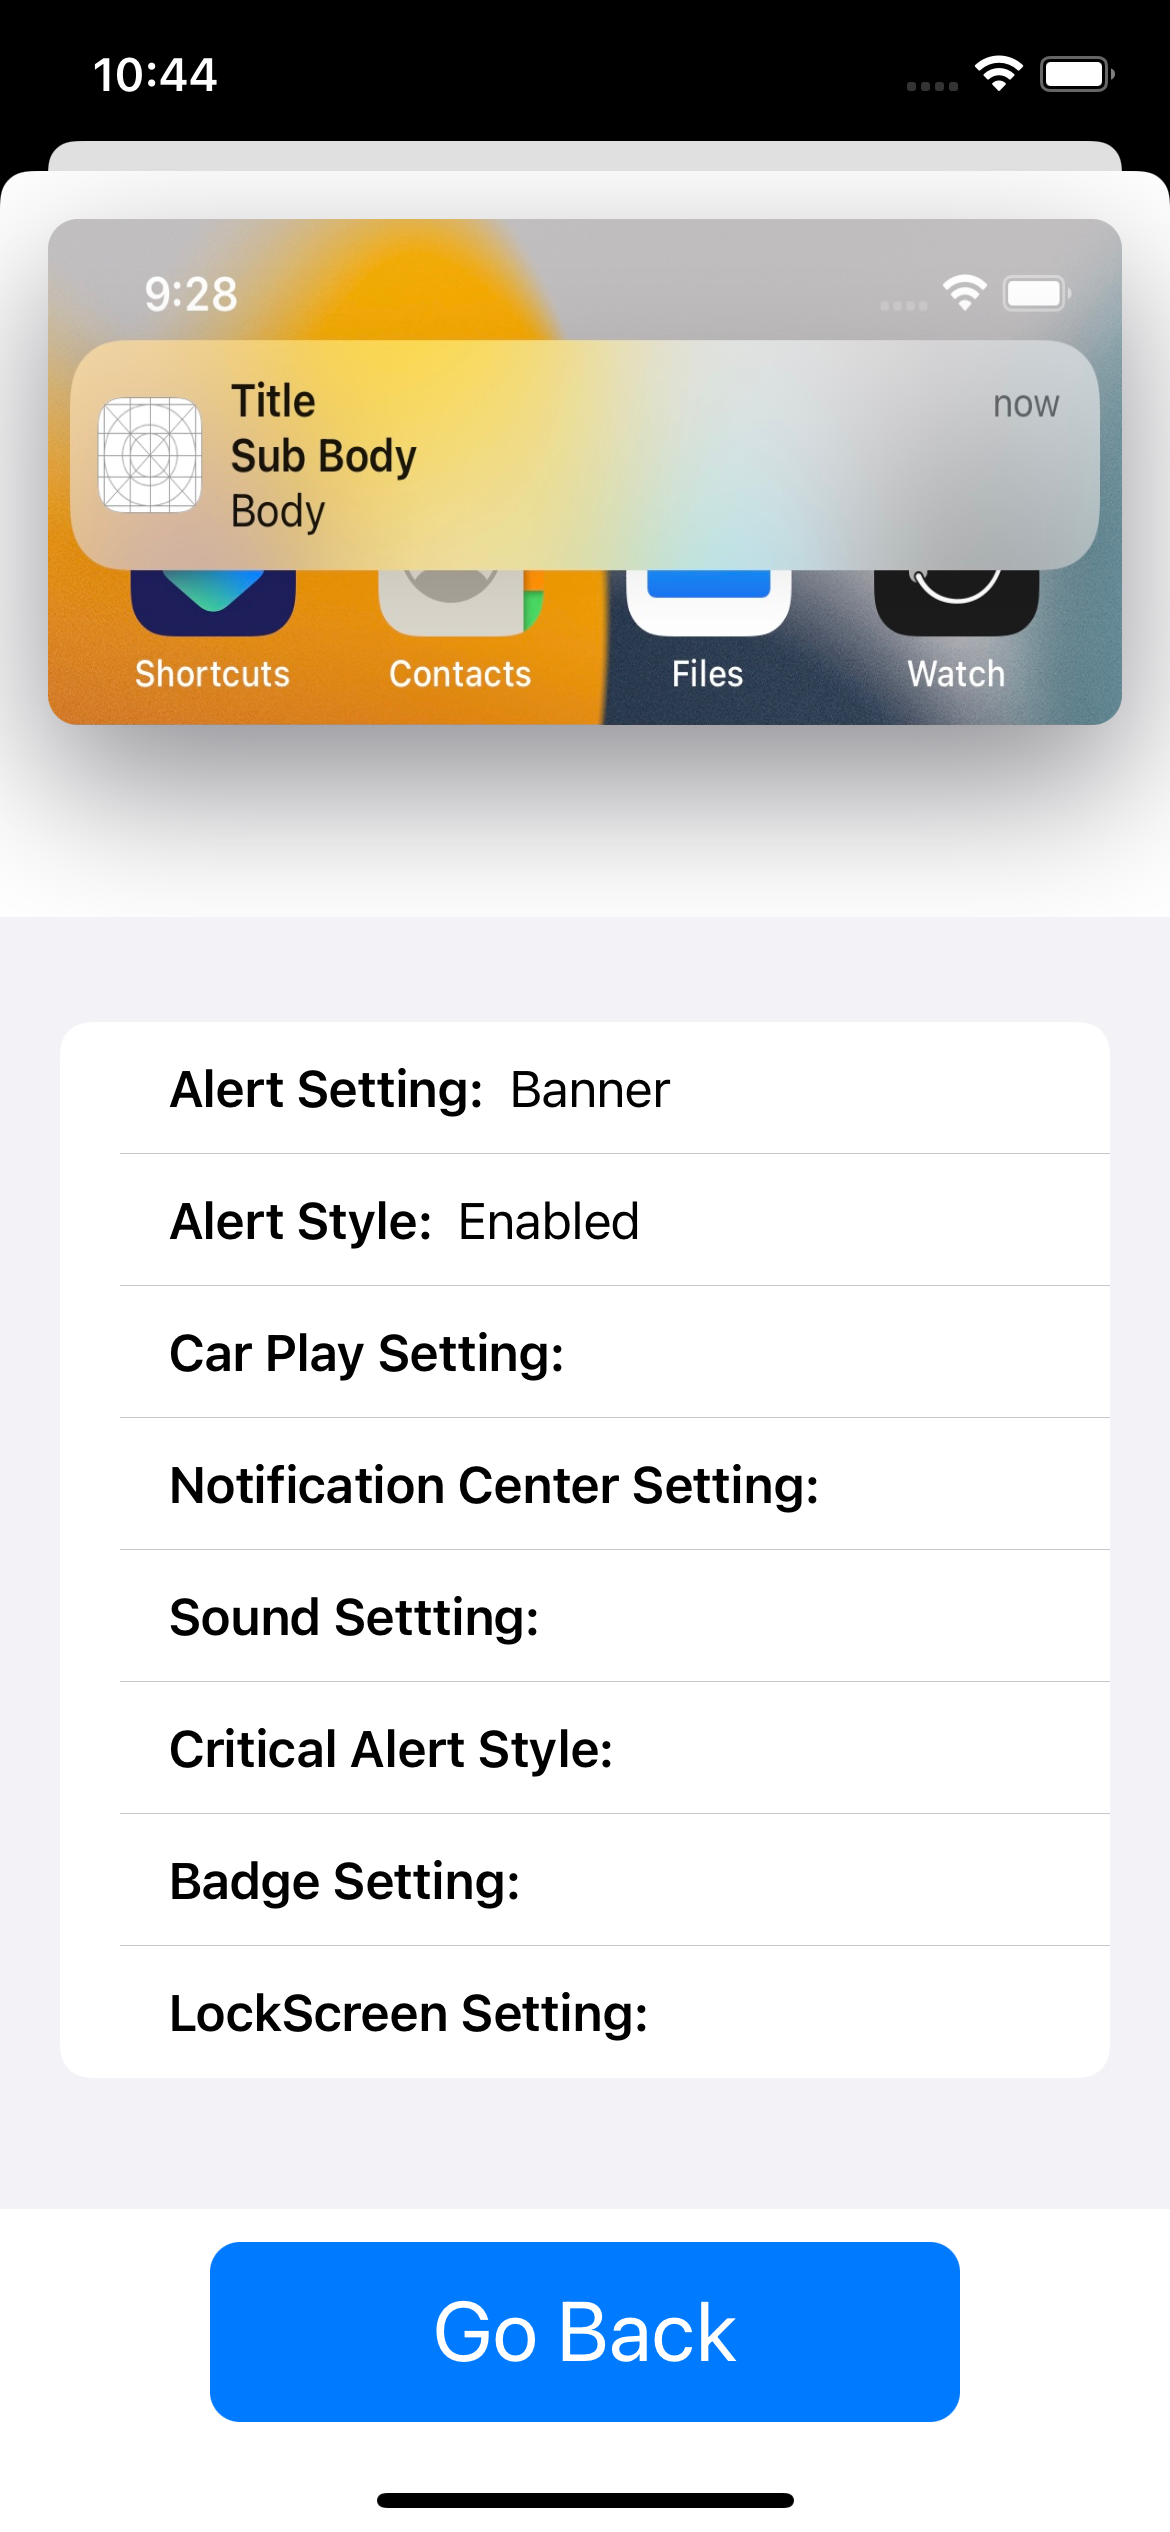 10:44
9:28
Title
now
Sub Body
Body
Shortcuts Contacts Files Watch
Alert Setting: Banner
Alert Style: Enabled
Car Play Setting:
Notification Center Setting:
Sound Settting:
Critical Alert Style:
Badge Setting:
LockScreen Setting:
Go Back